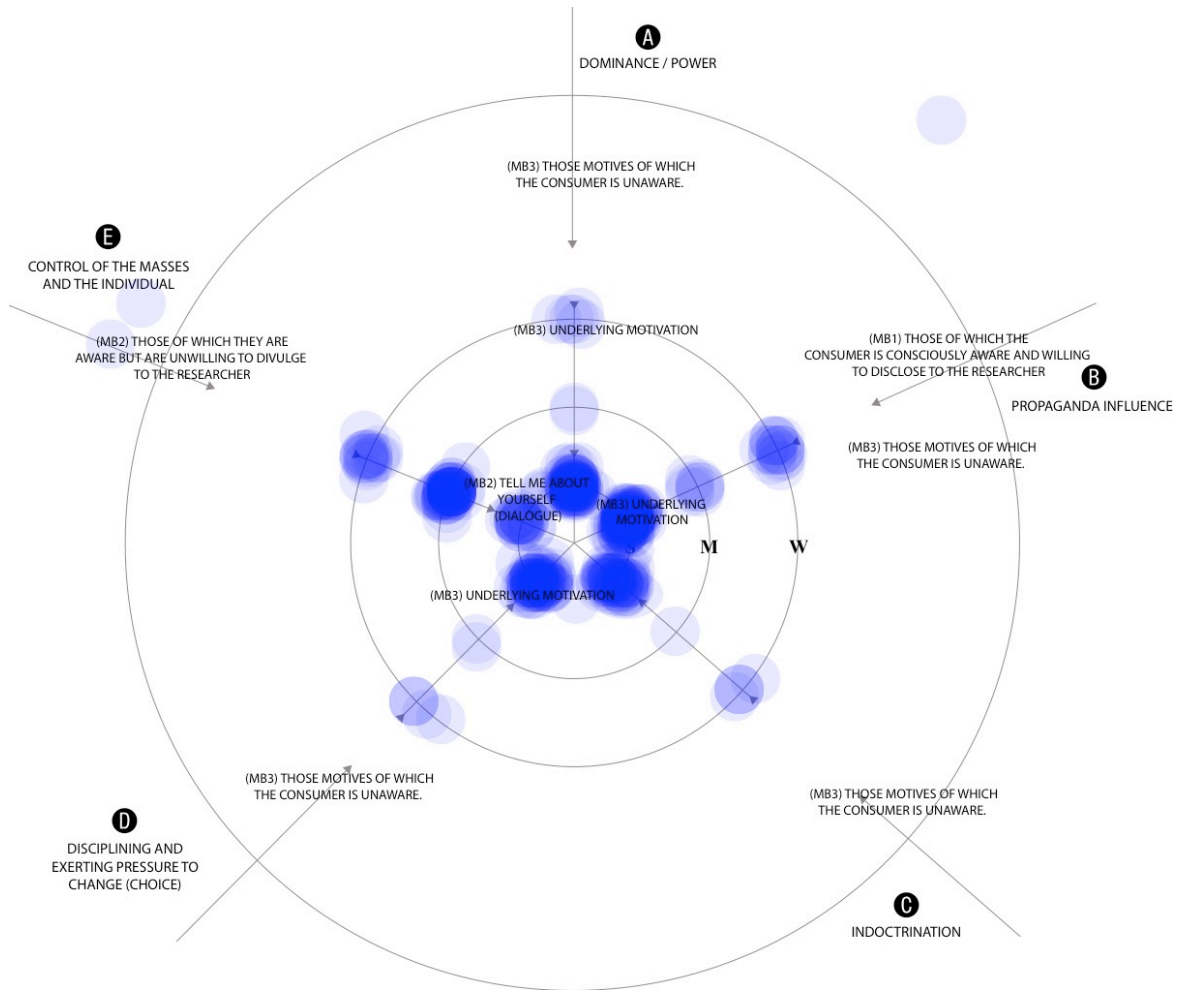 A
DOMINANCE / POWER
(MB3) THOSE MOTIVES OF WHICH
THE CONSUMER IS UNAWARE.
E
CONTROL OF THE MASSES
AND THE INDIVIDUAL
(MB2) THOSE OF WHICH THEY ARE
AWARE BUT ARE UNWILLING TO DIVULGE
TO THE RESEARCHER
(MB3) UNDERLYING MOTIVATION
(MB1) THOSE OF WHICH THE
CONSUMER IS CONSCIOUSLY AWARE AND WILLING
TO DISCLOSE TO THE RESEARCHER
B
PROPAGANDA INFLUENCE
(MB3) THOSE MOTIVES OF WHICH
THE CONSUMER IS UNAWARE.
(MB2) TELL ME ABOUT
YOURSELF
(DIALOGUE)
(MB3) UNDERLYING
MOTIVATION
S
M
W
(MB3) UNDERLYING MOTIVATION
(MB3) THOSE MOTIVES OF WHICH
THE CONSUMER IS UNAWARE.
(MB3) THOSE MOTIVES OF WHICH
THE CONSUMER IS UNAWARE.
D
DISCIPLINING AND
EXERTING PRESSURE TO
CHANGE (CHOICE)
C
INDOCTRINATION